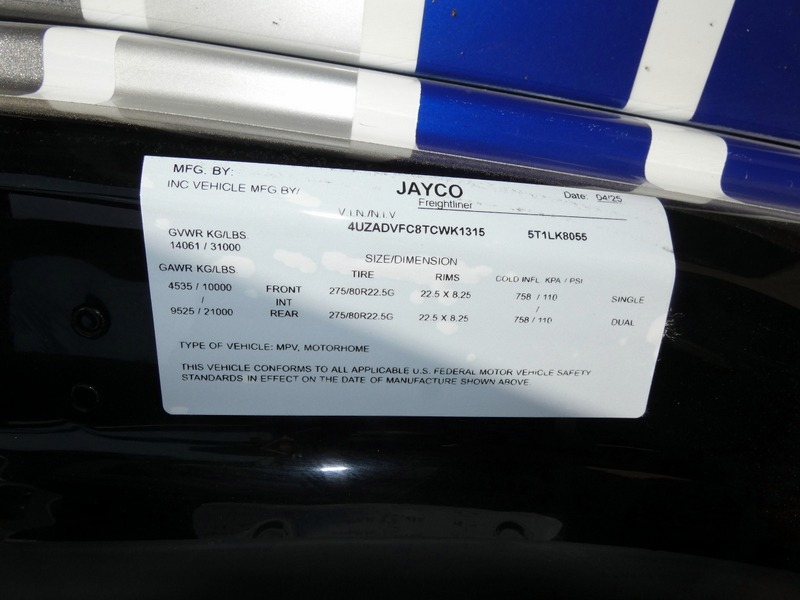 MFG. BY: JAYCO Date: 04/25
INC VEHICLE MFG BY/ Freightliner
V.I.N./N.I.V
4UZADVFC8TCWK1315 5T1LK8055
GVWR KG/LBS
14061 / 31000
SIZE/DIMENSION
GAWR KG/LBS TIRE RIMS COLD INFL. KPA / PSI
4535 / 10000 FRONT 275/80R22.5G 22.5 X 8.25 758 / 110 SINGLE
/ INT /
9525 / 21000 REAR 275/80R22.5G 22.5 X 8.25 758 / 110 DUAL
TYPE OF VEHICLE: MPV, MOTORHOME
THIS VEHICLE CONFORMS TO ALL APPLICABLE U.S. FEDERAL MOTOR VEHICLE SAFETY
STANDARDS IN EFFECT ON THE DATE OF MANUFACTURE SHOWN ABOVE.